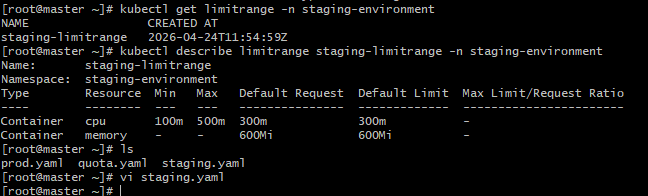 [root@master ~]# kubectl get limitrange -n staging-environment
NAME                 CREATED AT
staging-limitrange   2026-04-24T11:54:59Z
[root@master ~]# kubectl describe limitrange staging-limitrange -n staging-environment
Name:       staging-limitrange
Namespace:  staging-environment
Type        Resource  Min   Max   Default Request  Default Limit  Max Limit/Request Ratio
----        --------  ---   ---   ---------------  -------------  -----------------------
Container   cpu       100m  500m  300m             300m           -
Container   memory    -     -     600Mi            600Mi          -
[root@master ~]# ls
prod.yaml  quota.yaml  staging.yaml
[root@master ~]# vi staging.yaml
[root@master ~]#